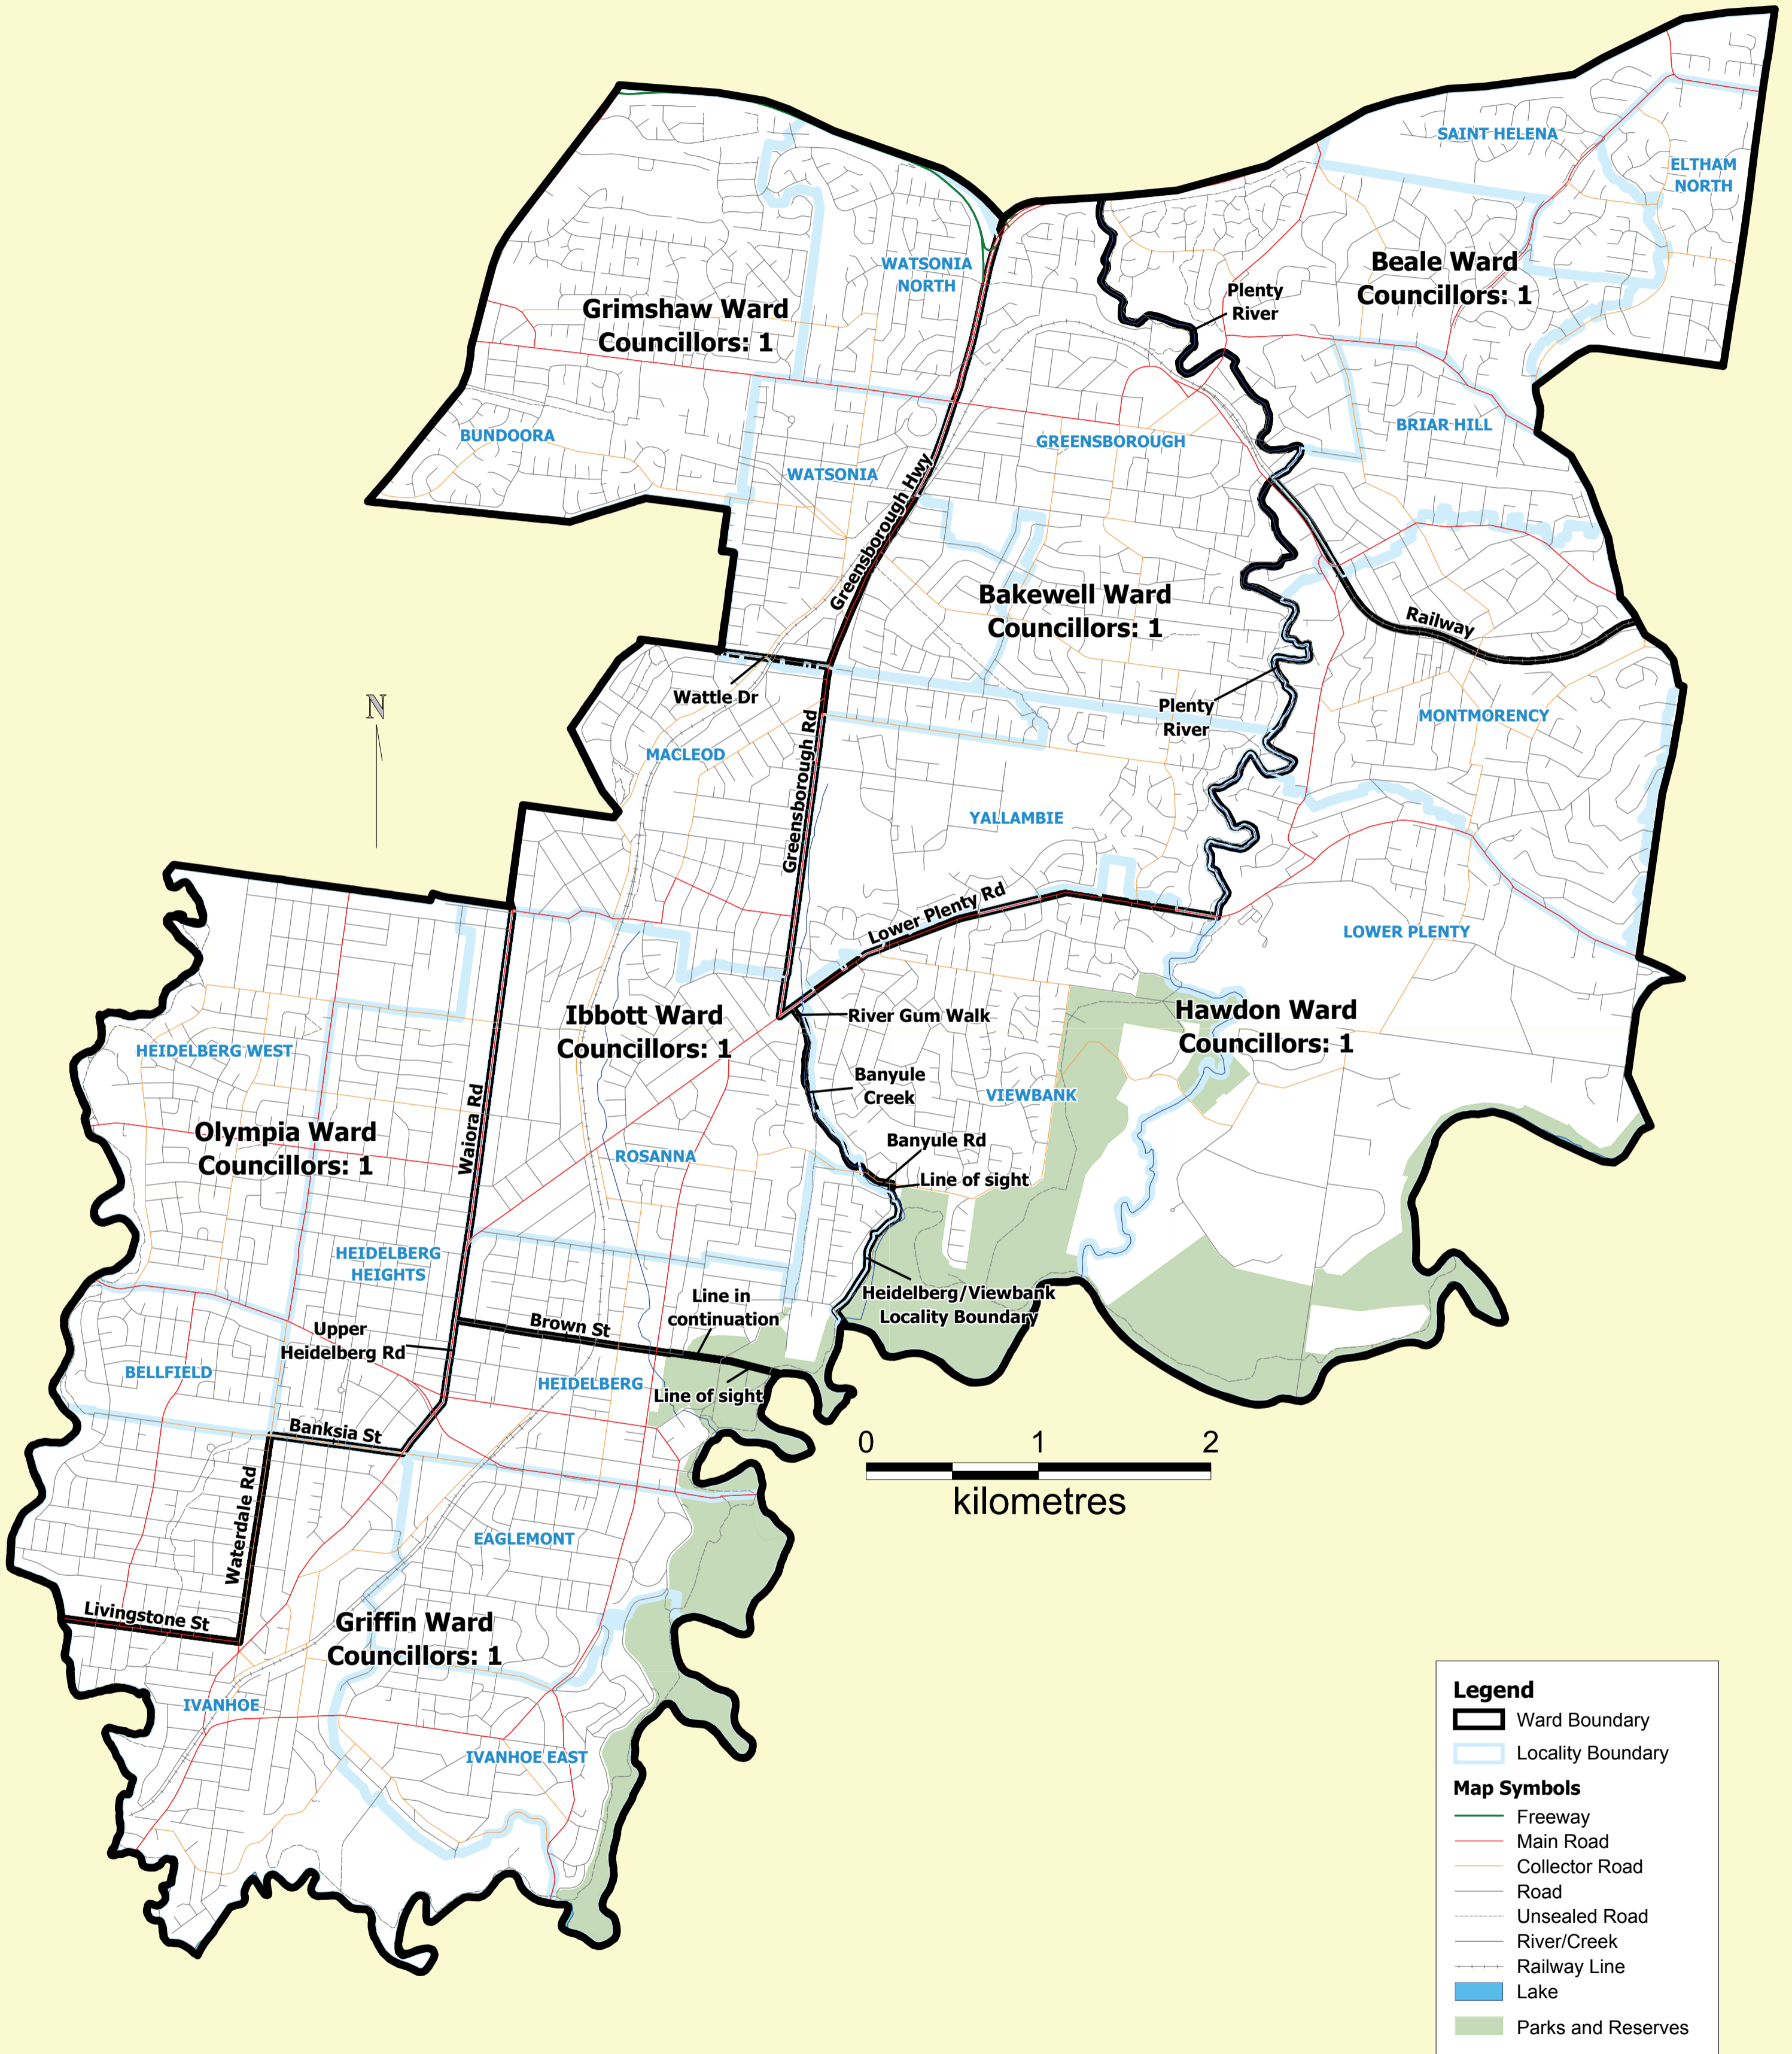 SAINT HELENA
ELTHAM
NORTH
Beale Ward
Councillors: 1
WATSONIA
NORTH
Plenty
River
Grimshaw Ward
Councillors: 1
BUNDOORA
WATSONIA
GREENSBOROUGH
BRIAR HILL
Greensborough Hwy
Bakewell Ward
Councillors: 1
Railway
N
Wattle Dr
Plenty
River
MONTMORENCY
MACLEOD
Greensborough Rd
YALLAMBIE
Lower Plenty Rd
LOWER PLENTY
Ibbott Ward
Councillors: 1
River Gum Walk
Hawdon Ward
Councillors: 1
HEIDELBERG WEST
Banyule
Creek
VIEWBANK
Olympia Ward
Councillors: 1
Waiora Rd
Banyule Rd
ROSANNA
Line of sight
HEIDELBERG
HEIGHTS
Heidelberg/Viewbank
Locality Boundary
Line in
continuation
Brown St
Upper
Heidelberg Rd
BELLFIELD
HEIDELBERG
Line of sight
Banksia St
0 1 2
kilometres
Waterdale Rd
EAGLEMONT
Livingstone St
Griffin Ward
Councillors: 1
IVANHOE
IVANHOE EAST
Legend
Ward Boundary
Locality Boundary
Map Symbols
Freeway
Main Road
Collector Road
Road
Unsealed Road
River/Creek
Railway Line
Lake
Parks and Reserves